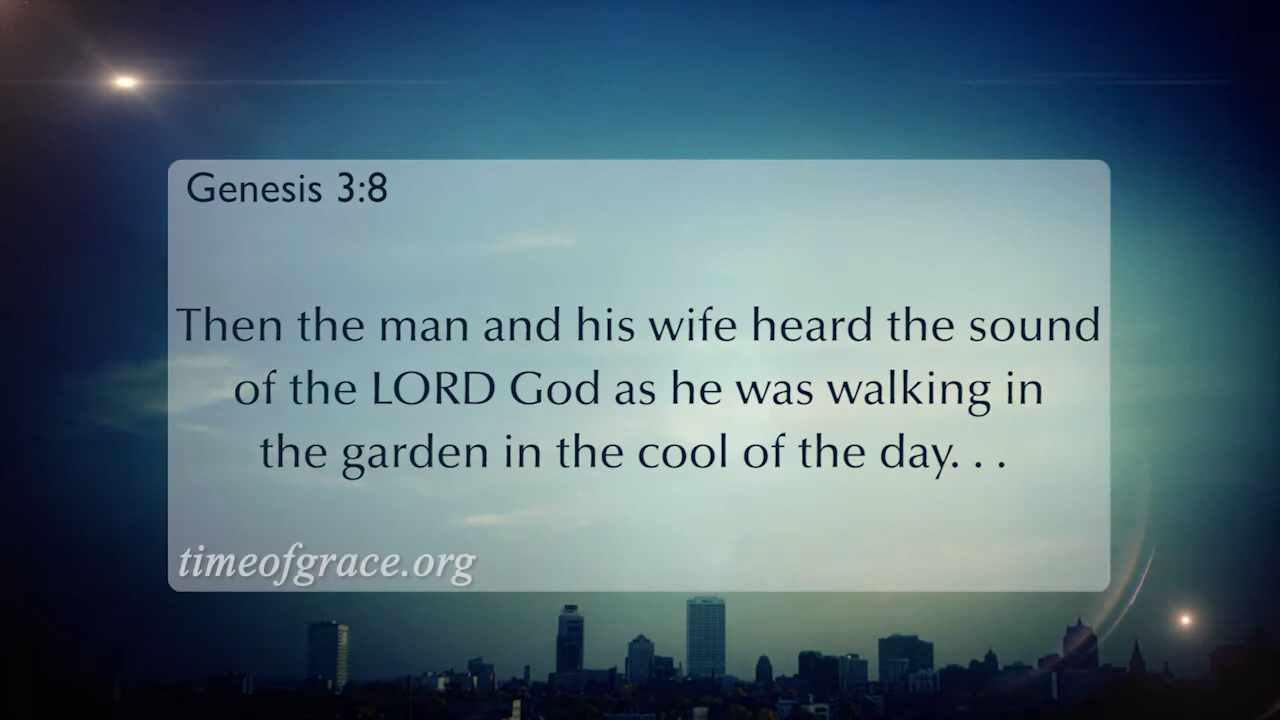 Genesis 3:8
Then the man and his wife heard the sound
of the LORD God as he was walking in
the garden in the cool of the day. . .
timeofgrace.org